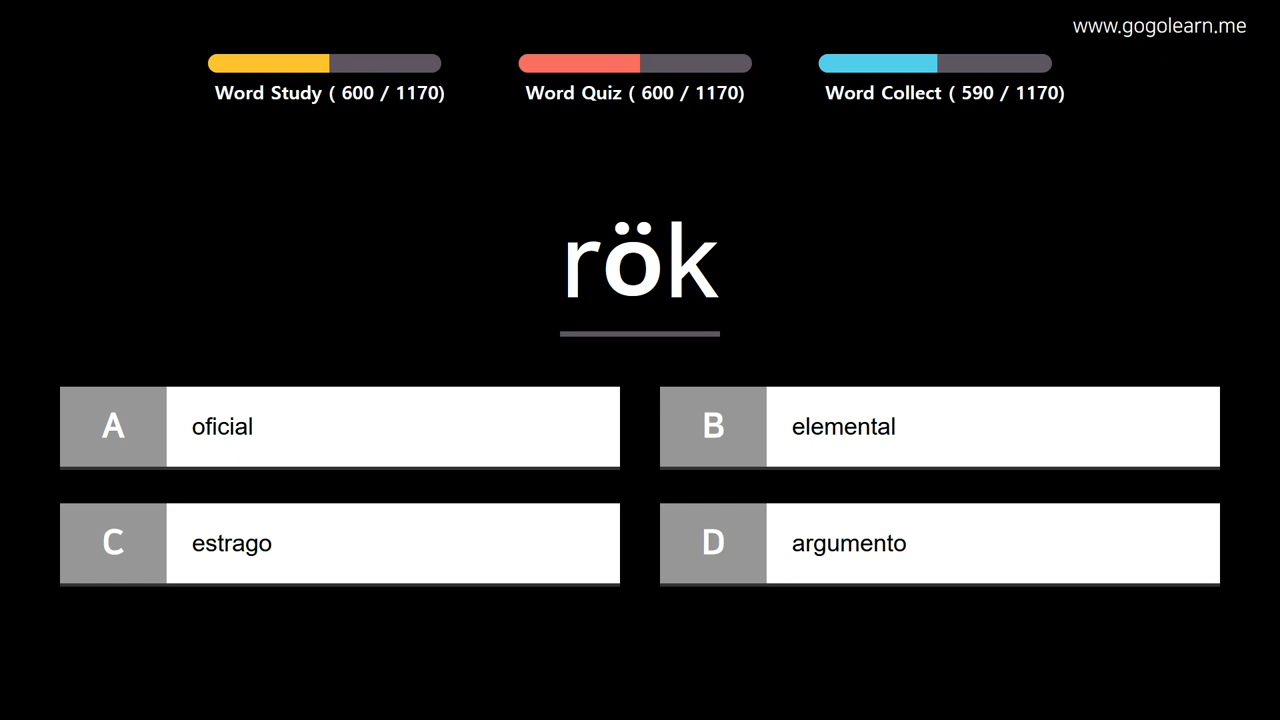 www.gogolearn.me
Word Study ( 600 / 1170)
Word Quiz ( 600 / 1170)
Word Collect ( 590 / 1170)
rök
A oficial
B elemental
C estrago
D argumento